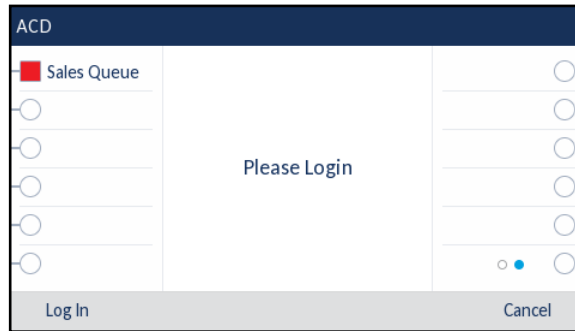 ACD
Sales Queue
Please Login
Log In
Cancel